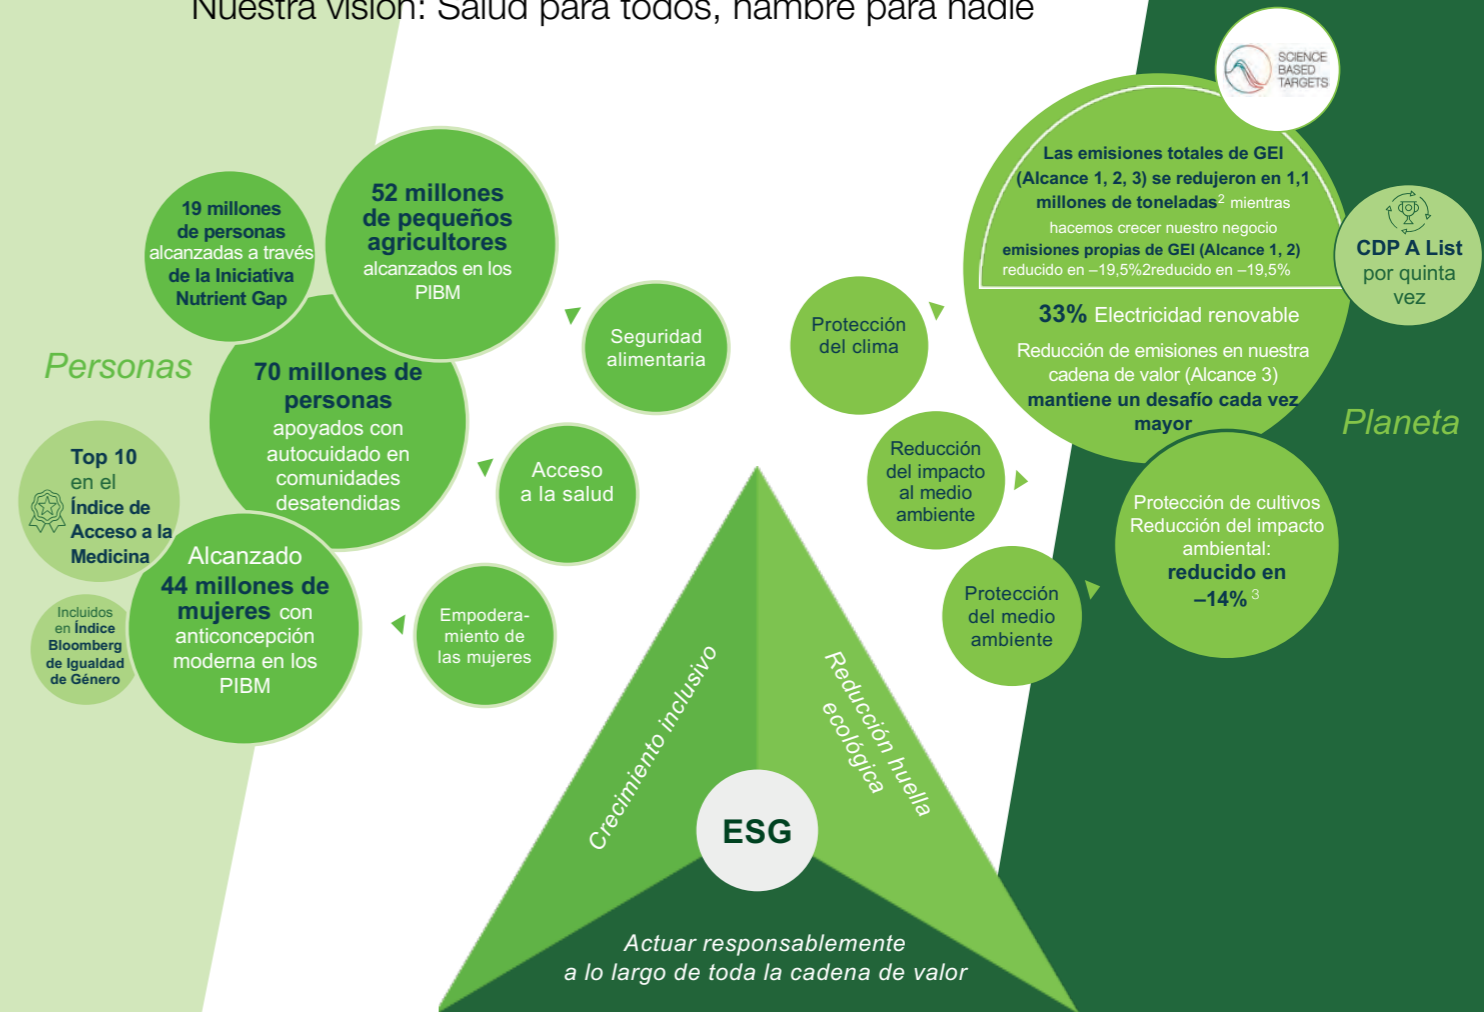 Nuestra visión: Salud para todos, hambre para nadie
Personas
19 millones
de personas
alcanzadas a través
de la Iniciativa
Nutrient Gap
52 millones
de pequeños
agricultores
alcanzados en los
PIBM
70 millones de
personas
apoyados con
autocuidado en
comunidades
desatendidas
Top 10
en el
Índice de
Acceso a la
Medicina
Alcanzado
44 millones de
mujeres con
anticoncepción
moderna en los
PIBM
Incluidos
en Índice
Bloomberg
de Igualdad
de Género
Seguridad
alimentaria
Acceso
a la salud
Empodera-
miento de
las mujeres
Protección
del clima
Reducción
del impacto
al medio
ambiente
Protección
del medio
ambiente
SCIENCE
BASED
TARGETS
Las emisiones totales de GEI
(Alcance 1, 2, 3) se redujeron en 1,1
millones de toneladas2 mientras
hacemos crecer nuestro negocio
emisiones propias de GEI (Alcance 1, 2)
reducido en –19,5%2reducido en –19,5%
33% Electricidad renovable
Reducción de emisiones en nuestra
cadena de valor (Alcance 3)
mantiene un desafío cada vez
mayor
CDP A List
por quinta
vez
Planeta
Protección de cultivos
Reducción del impacto
ambiental:
reducido en
–14% 3
Crecimiento inclusivo
Reducción huella
ecológica
ESG
Actuar responsablemente
a lo largo de toda la cadena de valor